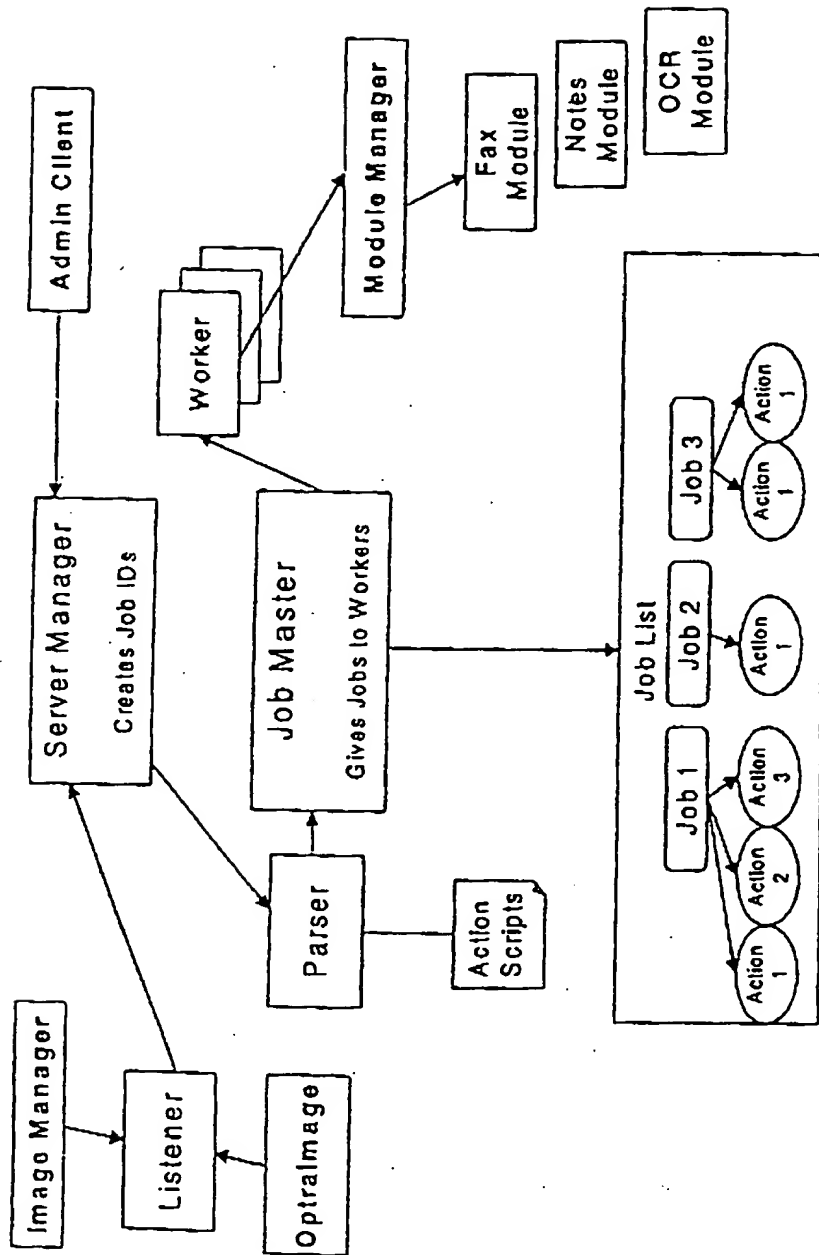 Image Manager
Listener
OptraImage
Server Manager
Creates Job IDs
Admin Client
Parser
Action
Scripts
Job Master
Gives Jobs to Workers
Worker
Module Manager
Fax
Module
Notes
Module
OCR
Module
Job List
Job 1
Job 2
Job 3
Action
1
Action
2
Action
3
Action
1
Action
1
Action
1